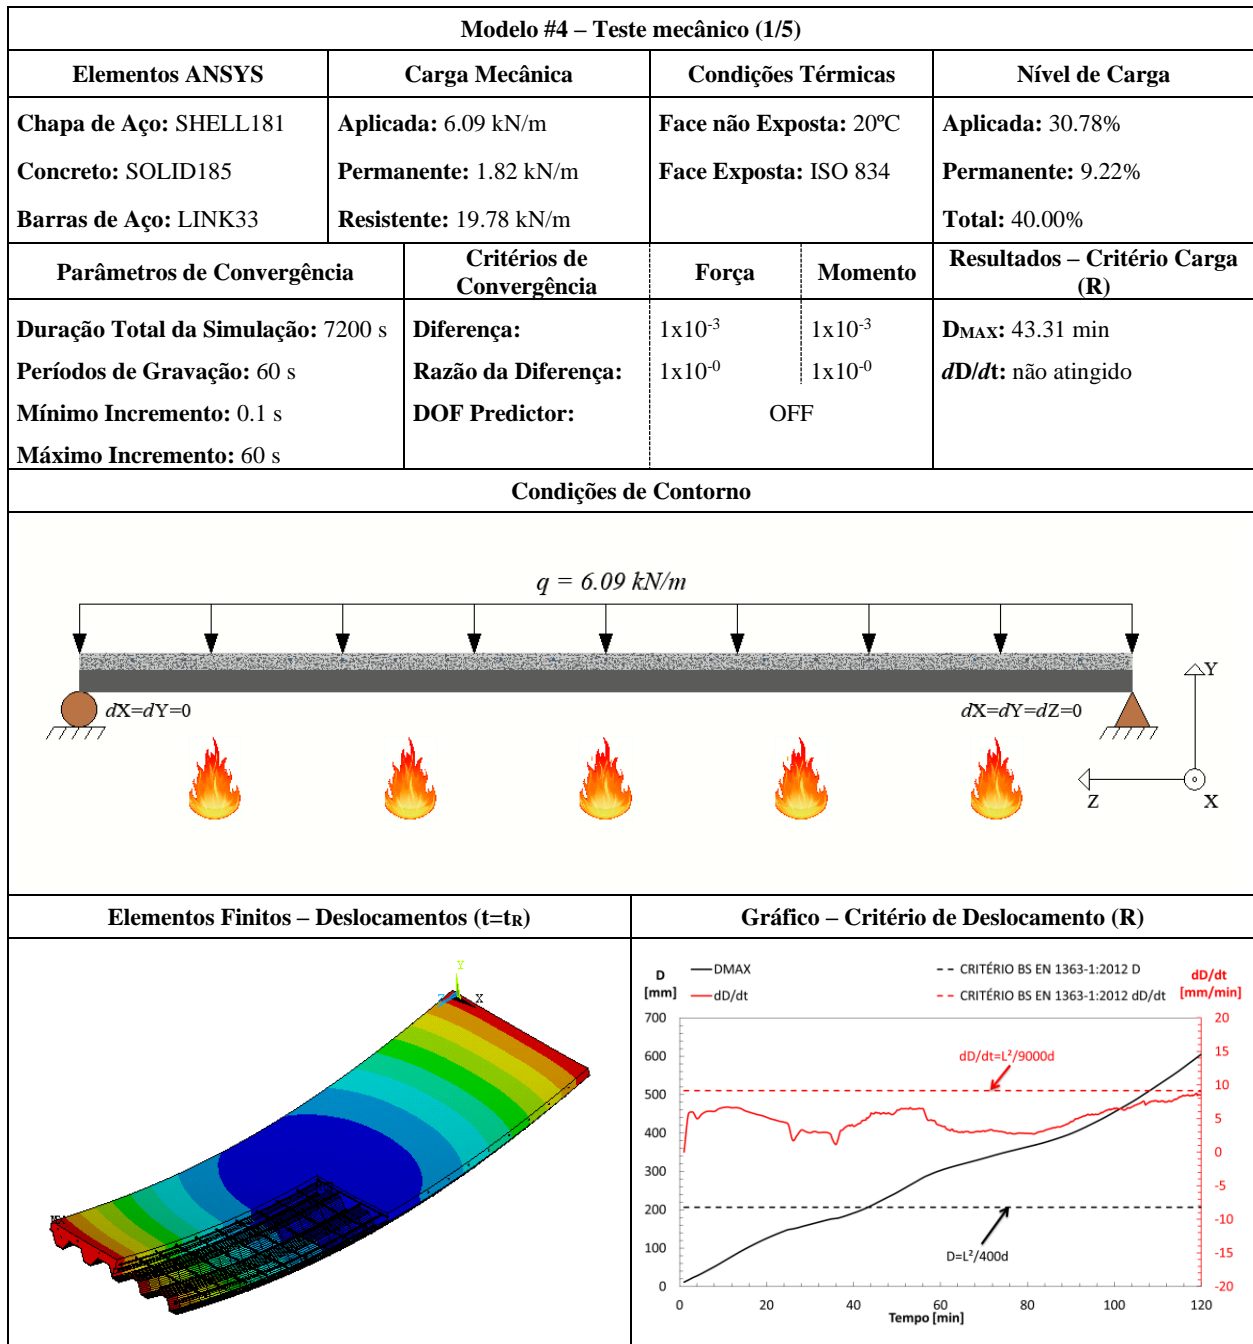 Modelo #4 – Teste mecânico (1/5)
Elementos ANSYS
Carga Mecânica
Condições Térmicas
Nível de Carga
Chapa de Aço: SHELL181
Concreto: SOLID185
Barras de Aço: LINK33
Aplicada: 6.09 kN/m
Permanente: 1.82 kN/m
Resistente: 19.78 kN/m
Face não Exposta: 20ºC
Face Exposta: ISO 834
Aplicada: 30.78%
Permanente: 9.22%
Total: 40.00%
Parâmetros de Convergência
Critérios de
Convergência
Força
Momento
Resultados – Critério Carga
(R)
Duração Total da Simulação: 7200 s
Períodos de Gravação: 60 s
Mínimo Incremento: 0.1 s
Máximo Incremento: 60 s
Diferença: 1x10-3 1x10-3
Razão da Diferença: 1x10-0 1x10-0
DOF Predictor: OFF
DMAX: 43.31 min
dD/dt: não atingido
Condições de Contorno
q = 6.09 kN/m
dX=dY=0
dX=dY=dZ=0
Y
Z
X
Elementos Finitos – Deslocamentos (t=tR)
Y
X
Gráfico – Critério de Deslocamento (R)
D
[mm]
DMAX
dD/dt
CRITÉRIO BS EN 1363-1:2012 D
CRITÉRIO BS EN 1363-1:2012 dD/dt
dD/dt
[mm/min]
700
600
500
400
300
200
100
0
20
15
10
5
0
-5
-10
-15
-20
dD/dt=L²/9000d
D=L²/400d
0 20 40 60 80 100 120
Tempo [min]